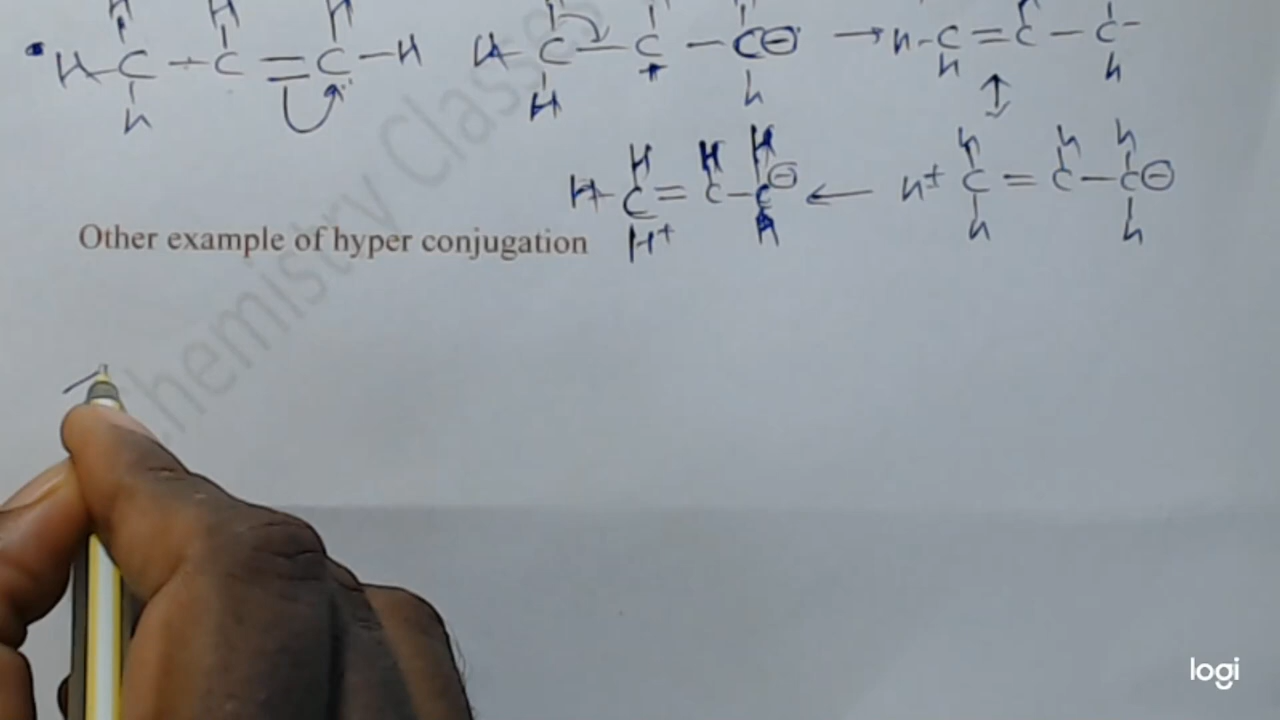 H H H H
H-C-C=C-H H-C-C-C⊖ → H-C=C-C-
h H + h h h
H H H h h h
H-C=C-C⊖ ← H+ C=C-C⊖
H+ H h h
Other example of hyper conjugation
Chemistry Classes
logi